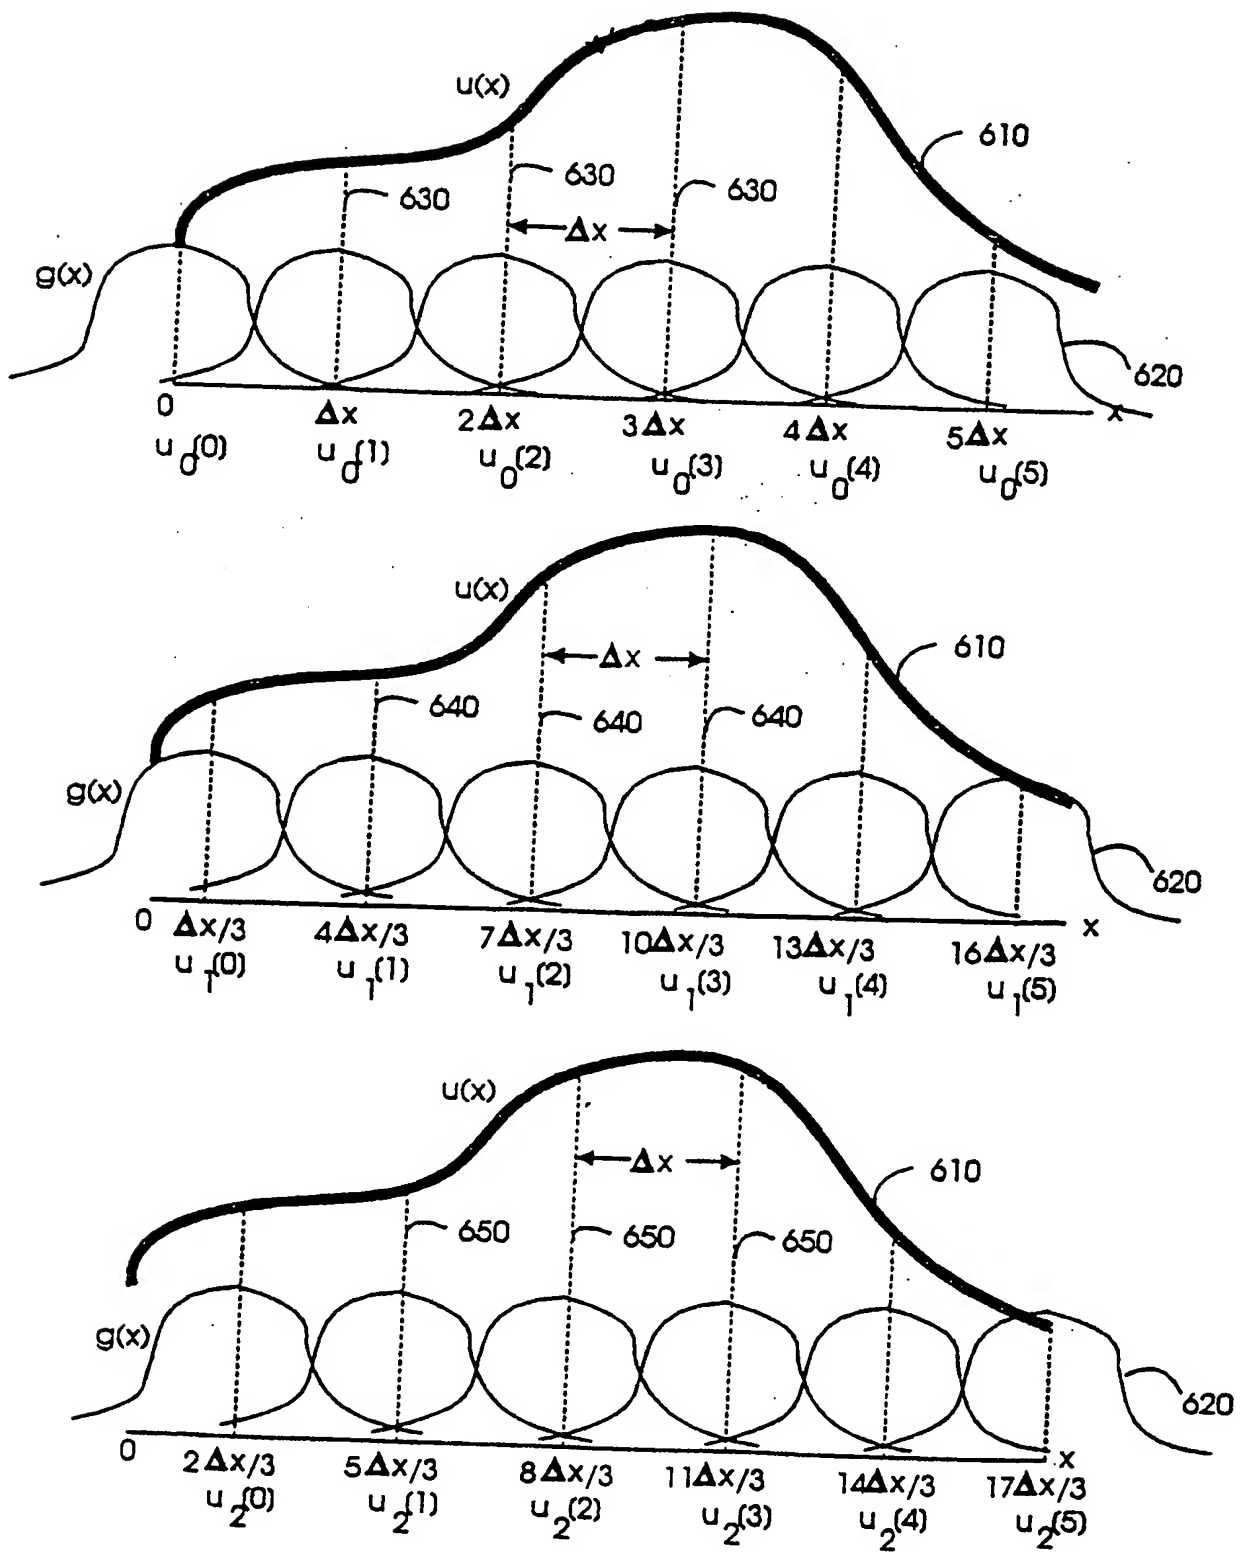 u(x)
610
630
630
630
Δx
g(x)
620
0 Δx 2Δx 3Δx 4Δx 5Δx x
u0(0) u0(1) u0(2) u0(3) u0(4) u0(5)
u(x)
610
Δx
640
640
640
g(x)
620
0 Δx/3 4Δx/3 7Δx/3 10Δx/3 13Δx/3 16Δx/3 x
u1(0) u1(1) u1(2) u1(3) u1(4) u1(5)
u(x)
Δx
610
650
650
650
g(x)
620
0 2Δx/3 5Δx/3 8Δx/3 11Δx/3 14Δx/3 17Δx/3 x
u2(0) u2(1) u2(2) u2(3) u2(4) u2(5)